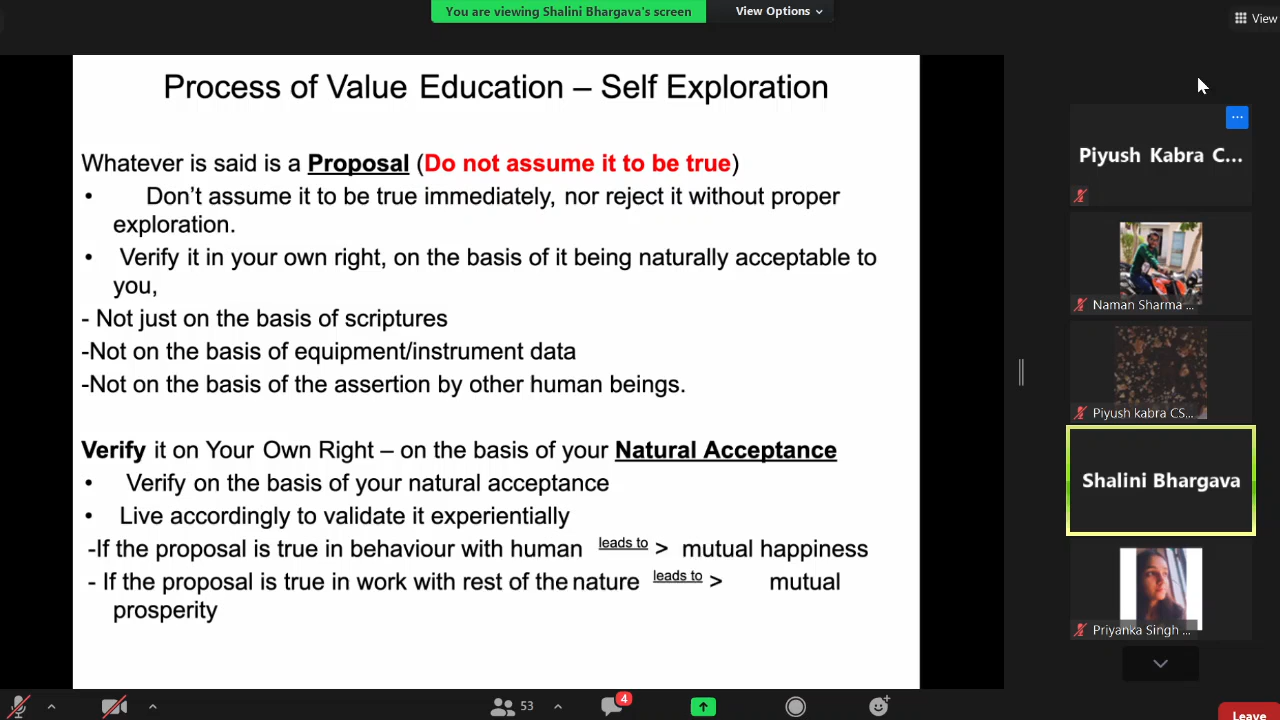 You are viewing Shalini Bhargava's screen
View Options
View
Process of Value Education – Self Exploration
Whatever is said is a Proposal (Do not assume it to be true)
• Don't assume it to be true immediately, nor reject it without proper
exploration.
• Verify it in your own right, on the basis of it being naturally acceptable to
you,
- Not just on the basis of scriptures
-Not on the basis of equipment/instrument data
-Not on the basis of the assertion by other human beings.
Verify it on Your Own Right – on the basis of your Natural Acceptance
• Verify on the basis of your natural acceptance
• Live accordingly to validate it experientially
-If the proposal is true in behaviour with human leads to > mutual happiness
- If the proposal is true in work with rest of the nature leads to > mutual
prosperity
Piyush Kabra C...
Naman Sharma ...
Piyush kabra CS...
Shalini Bhargava
Priyanka Singh ...
53
4
Leave